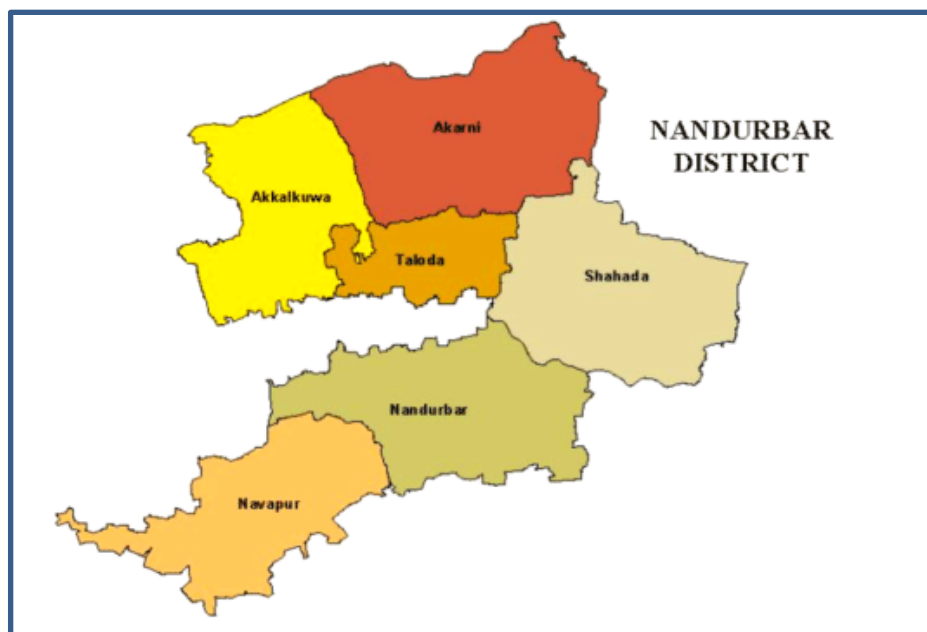 Akarni
NANDURBAR
DISTRICT
Akkalkuwa
Taloda
Shahada
Nandurbar
Navapur